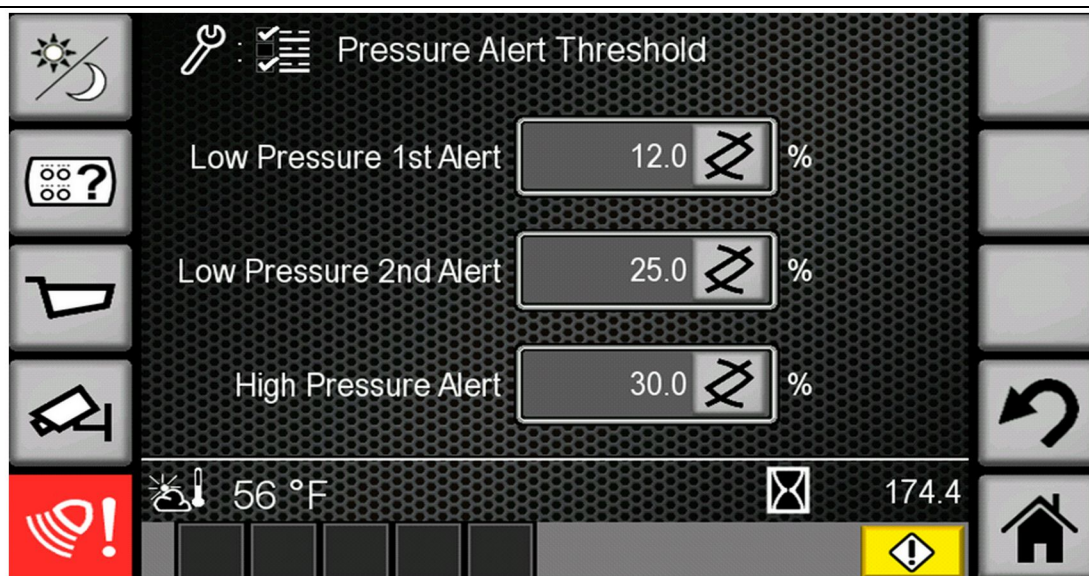 : Pressure Alert Threshold
Low Pressure 1st Alert 12.0 %
?
Low Pressure 2nd Alert 25.0 %
High Pressure Alert 30.0 %
56 °F 174.4
!
!